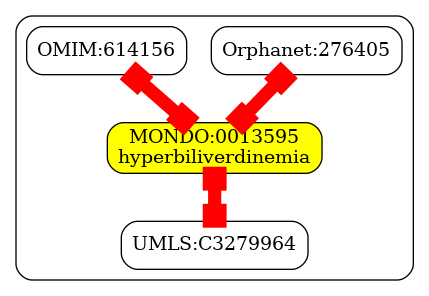 OMIM:614156
Orphanet:276405
MONDO:0013595
hyperbiliverdinemia
UMLS:C3279964